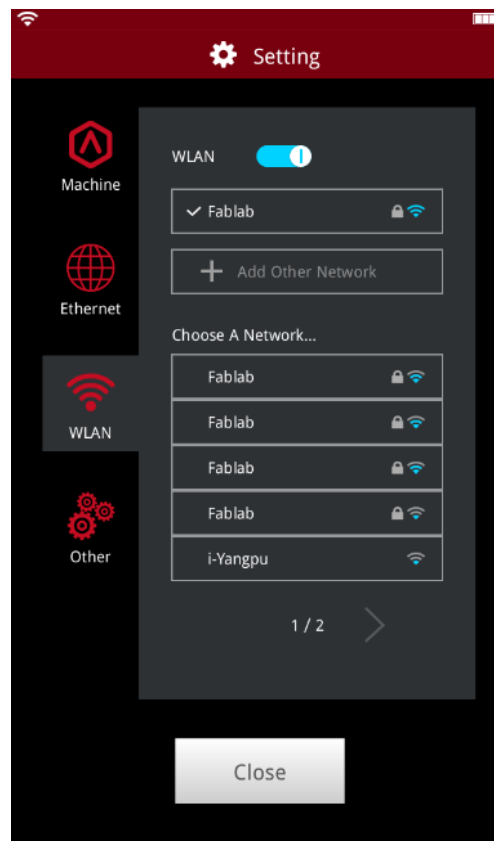 Setting
Machine
Ethernet
WLAN
Other
WLAN
Fablab
Add Other Network
Choose A Network...
Fablab
Fablab
Fablab
Fablab
i-Yangpu
1 / 2
Close